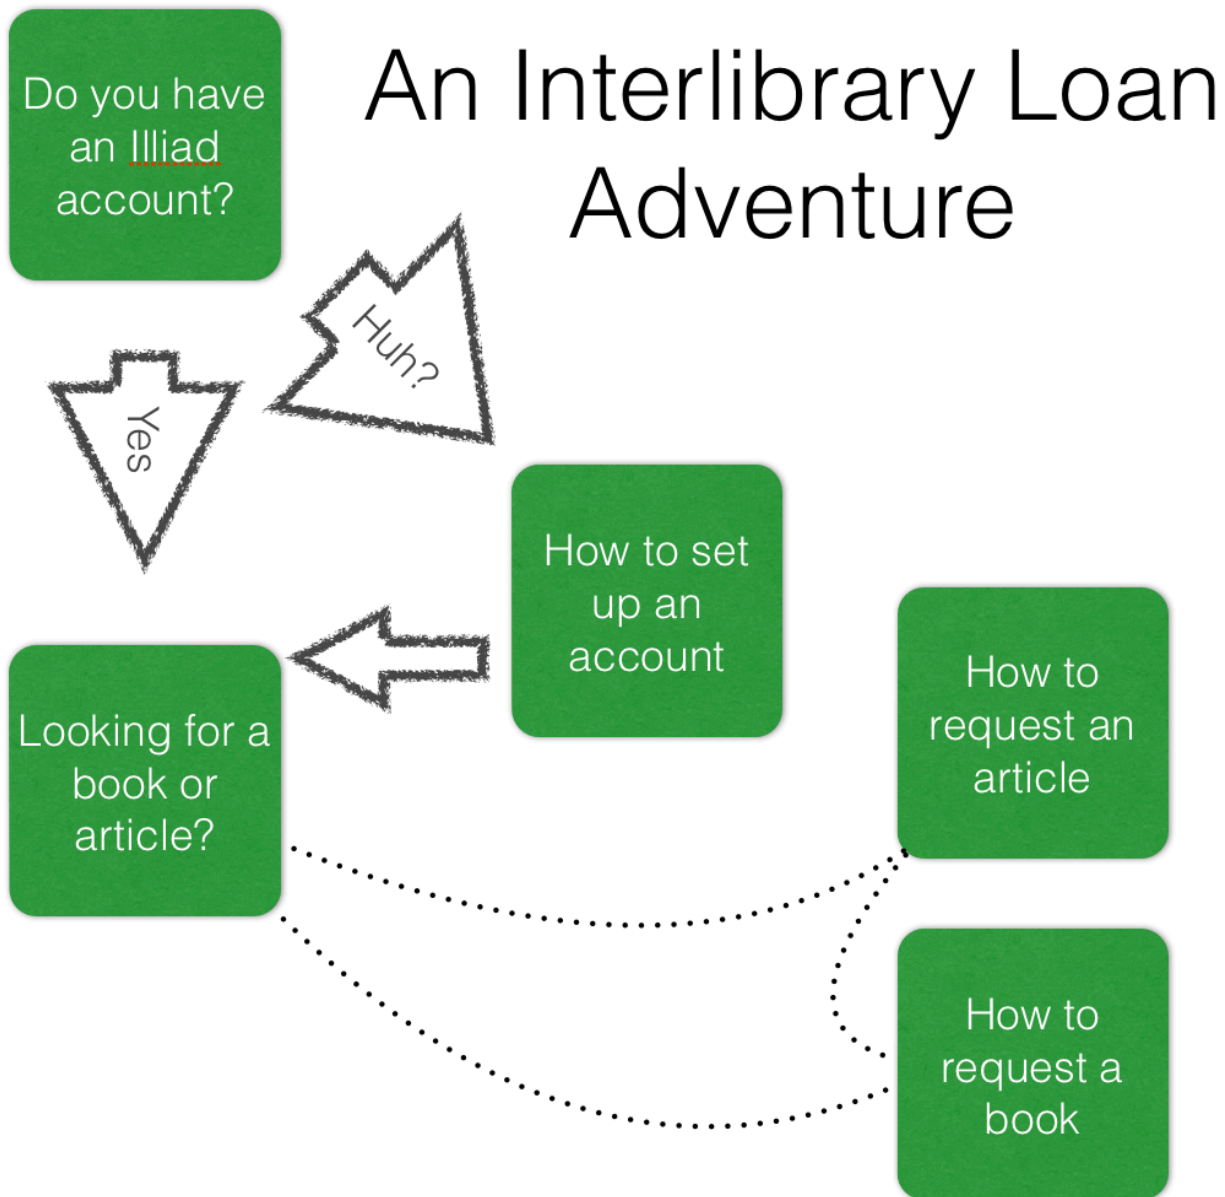 Do you have
an Illiad
account?
An Interlibrary Loan
Adventure
Huh?
Yes
How to set
up an
account
Looking for a
book or
article?
How to
request an
article
How to
request a
book